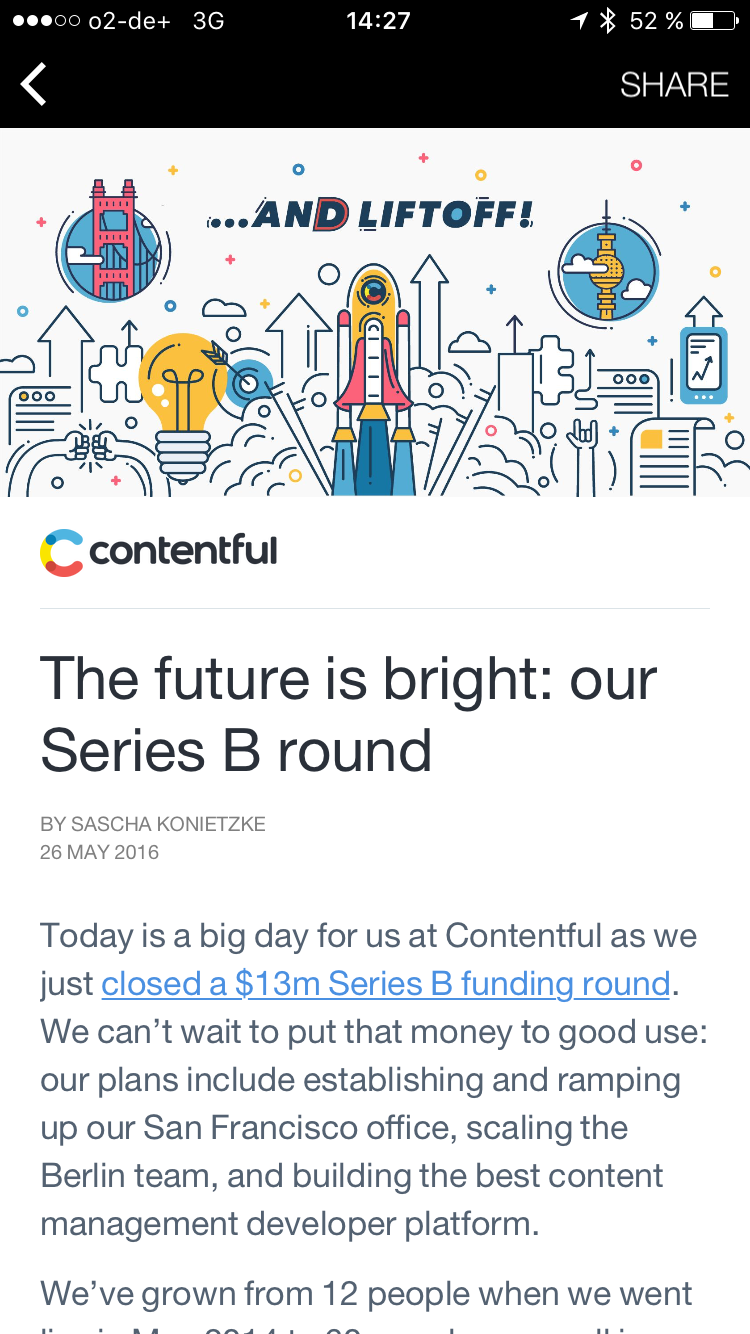 o2-de+ 3G 14:27 52 %
SHARE
...AND LIFTOFF!
contentful
The future is bright: our
Series B round
BY SASCHA KONIETZKE
26 MAY 2016
Today is a big day for us at Contentful as we
just closed a $13m Series B funding round.
We can’t wait to put that money to good use:
our plans include establishing and ramping
up our San Francisco office, scaling the
Berlin team, and building the best content
management developer platform.
We’ve grown from 12 people when we went